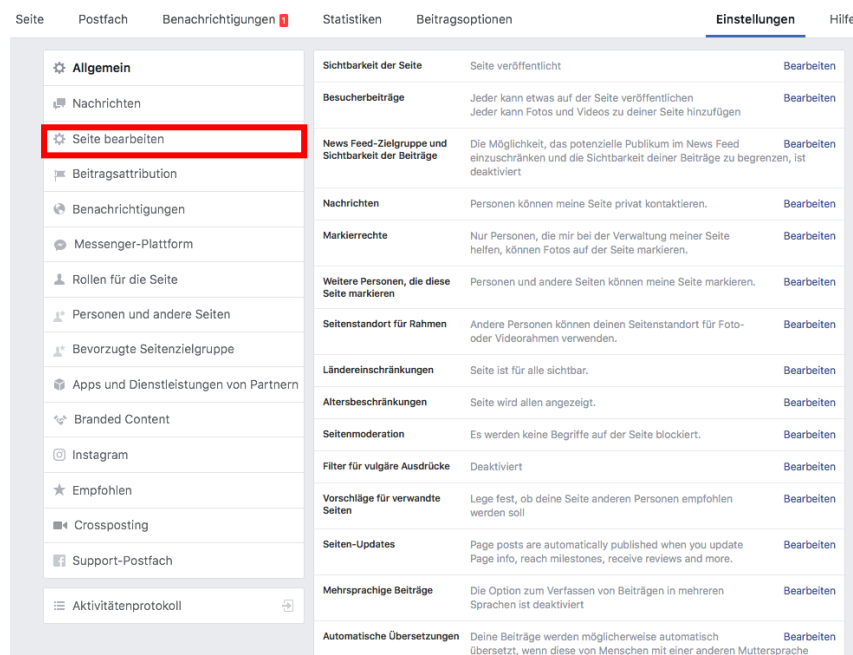 Seite Postfach Benachrichtigungen 1 Statistiken Beitragsoptionen Einstellungen Hilfe
Allgemein
Nachrichten
Seite bearbeiten
Beitragsattribution
Benachrichtigungen
Messenger-Plattform
Rollen für die Seite
Personen und andere Seiten
Bevorzugte Seitenzielgruppe
Apps und Dienstleistungen von Partnern
Branded Content
Instagram
Empfohlen
Crossposting
Support-Postfach
Aktivitätenprotokoll
Sichtbarkeit der Seite Seite veröffentlicht Bearbeiten
Besucherbeiträge Jeder kann etwas auf der Seite veröffentlichen Bearbeiten
Jeder kann Fotos und Videos zu deiner Seite hinzufügen
News Feed-Zielgruppe und Die Möglichkeit, das potenzielle Publikum im News Feed Bearbeiten
Sichtbarkeit der Beiträge einzuschränken und die Sichtbarkeit deiner Beiträge zu begrenzen, ist
deaktiviert
Nachrichten Personen können meine Seite privat kontaktieren. Bearbeiten
Markierrechte Nur Personen, die mir bei der Verwaltung meiner Seite Bearbeiten
helfen, können Fotos auf der Seite markieren.
Weitere Personen, die diese Personen und andere Seiten können meine Seite markieren. Bearbeiten
Seite markieren
Seitenstandort für Rahmen Andere Personen können deinen Seitenstandort für Foto- Bearbeiten
oder Videorahmen verwenden.
Ländereinschränkungen Seite ist für alle sichtbar. Bearbeiten
Altersbeschränkungen Seite wird allen angezeigt. Bearbeiten
Seitenmoderation Es werden keine Begriffe auf der Seite blockiert. Bearbeiten
Filter für vulgäre Ausdrücke Deaktiviert Bearbeiten
Vorschläge für verwandte Lege fest, ob deine Seite anderen Personen empfohlen Bearbeiten
Seiten werden soll
Seiten-Updates Page posts are automatically published when you update Bearbeiten
Page info, reach milestones, receive reviews and more.
Mehrsprachige Beiträge Die Option zum Verfassen von Beiträgen in mehreren Bearbeiten
Sprachen ist deaktiviert
Automatische Übersetzungen Deine Beiträge werden möglicherweise automatisch Bearbeiten
übersetzt, wenn diese von Menschen mit einer anderen Muttersprache